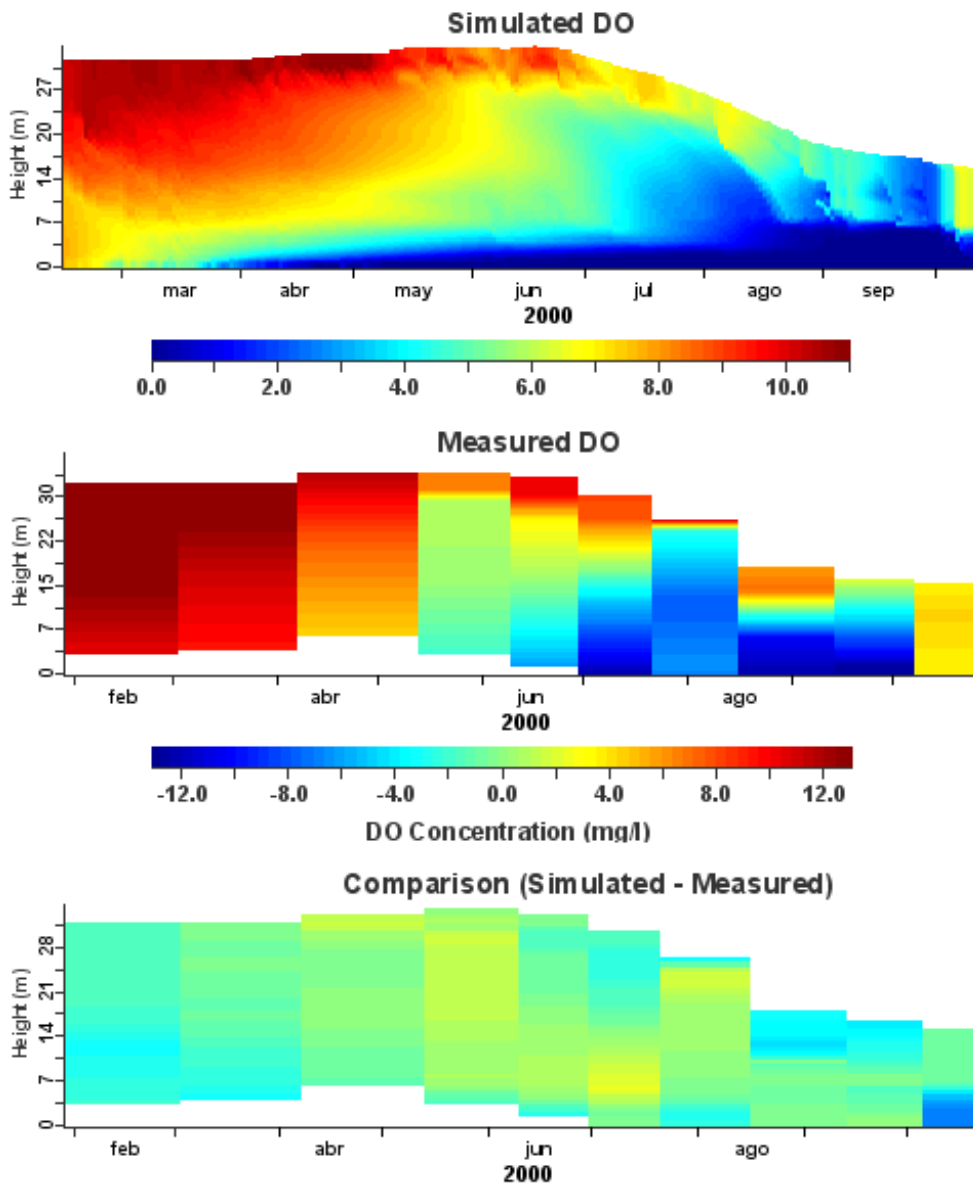 Simulated DO
Height (m)
27
20
14
7
0
mar abr may jun jul ago sep
2000
0.0 2.0 4.0 6.0 8.0 10.0
Measured DO
Height (m)
30
22
15
7
0
feb abr jun ago
2000
-12.0 -8.0 -4.0 0.0 4.0 8.0 12.0
DO Concentration (mg/l)
Comparison (Simulated - Measured)
Height (m)
28
21
14
7
0
feb abr jun ago
2000